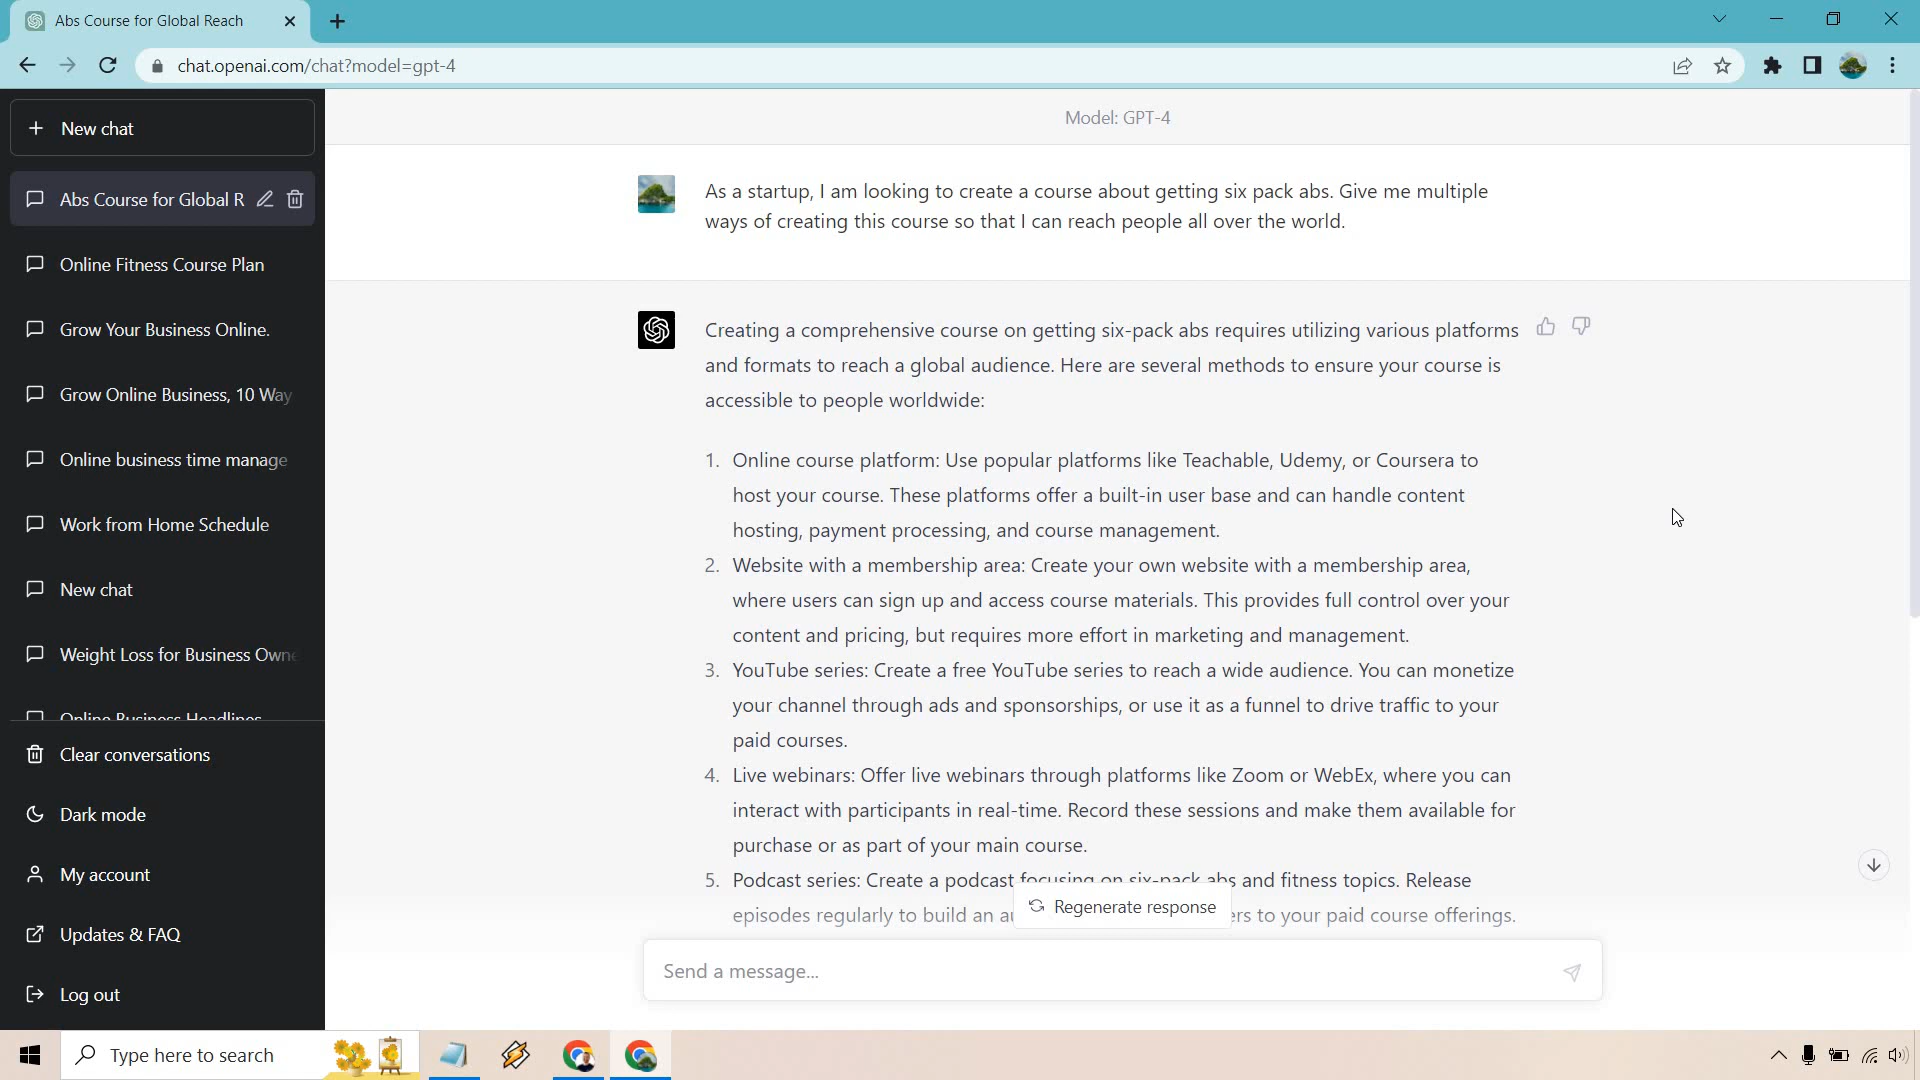 Abs Course for Global Reach
chat.openai.com/chat?model=gpt-4
New chat
Abs Course for Global R
Online Fitness Course Plan
Grow Your Business Online.
Grow Online Business, 10 Way
Online business time manage
Work from Home Schedule
New chat
Weight Loss for Business Owne
Online Business Headlines
Clear conversations
Dark mode
My account
Updates & FAQ
Log out
Model: GPT-4
As a startup, I am looking to create a course about getting six pack abs. Give me multiple
ways of creating this course so that I can reach people all over the world.
Creating a comprehensive course on getting six-pack abs requires utilizing various platforms
and formats to reach a global audience. Here are several methods to ensure your course is
accessible to people worldwide:
1. Online course platform: Use popular platforms like Teachable, Udemy, or Coursera to
host your course. These platforms offer a built-in user base and can handle content
hosting, payment processing, and course management.
2. Website with a membership area: Create your own website with a membership area,
where users can sign up and access course materials. This provides full control over your
content and pricing, but requires more effort in marketing and management.
3. YouTube series: Create a free YouTube series to reach a wide audience. You can monetize
your channel through ads and sponsorships, or use it as a funnel to drive traffic to your
paid courses.
4. Live webinars: Offer live webinars through platforms like Zoom or WebEx, where you can
interact with participants in real-time. Record these sessions and make them available for
purchase or as part of your main course.
5. Podcast series: Create a podcast focusing on six-pack abs and fitness topics. Release
episodes regularly to build an au ers to your paid course offerings.
Regenerate response
Send a message...
Type here to search